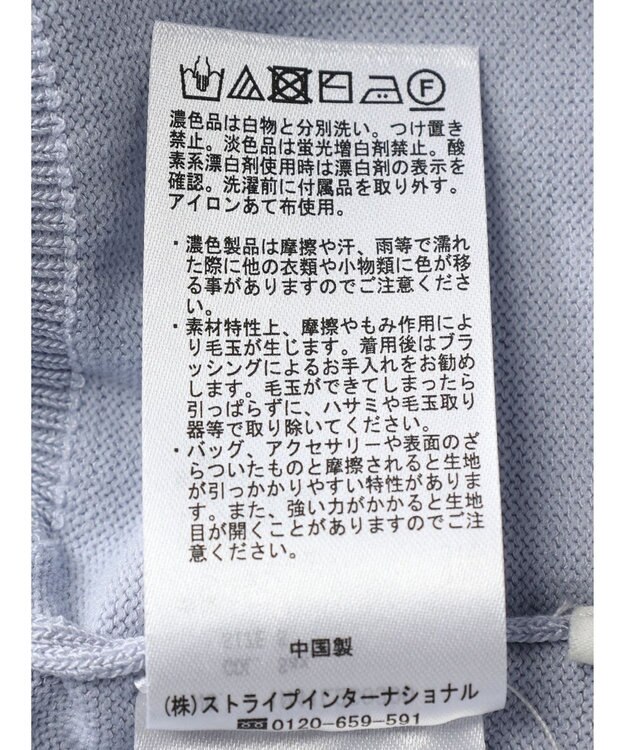 F
濃色品は白物と分別洗い。つけ置き
禁止。淡色品は蛍光増白剤禁止。酸
素系漂白剤使用時は漂白剤の表示を
確認。洗濯前に付属品を取り外す。
アイロンあて布使用。
・濃色製品は摩擦や汗、雨等で濡れ
た際に他の衣類や小物類に色が移
る事がありますのでご注意くださ
い。
・素材特性上、摩擦やもみ作用によ
り毛玉が生じます。着用後はブラ
ッシングによるお手入れをお勧め
します。毛玉ができてしまったら
引っぱらずに、ハサミや毛玉取り
器等で取り除いてください。
・バッグ、アクセサリーや表面のざ
らついたものと摩擦されると生地
が引っかかりやすい特性がありま
す。また、強い力がかかると生地
目が開くことがありますのでご注
意ください。
中国製
(株)ストライプインターナショナル
☎0120-659-591